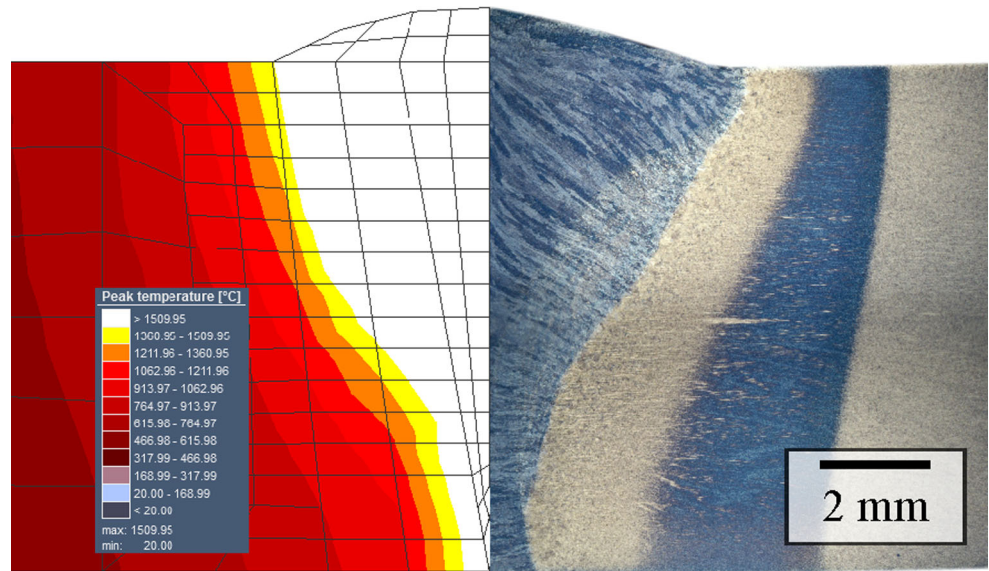 Peak temperature [°C]
> 1509.95
1360.95 - 1509.95
1211.96 - 1360.95
1062.96 - 1211.96
913.97 - 1062.96
764.97 - 913.97
615.98 - 764.97
466.98 - 615.98
317.99 - 466.98
168.99 - 317.99
20.00 - 168.99
< 20.00
max: 1509.95
min: 20.00
2 mm